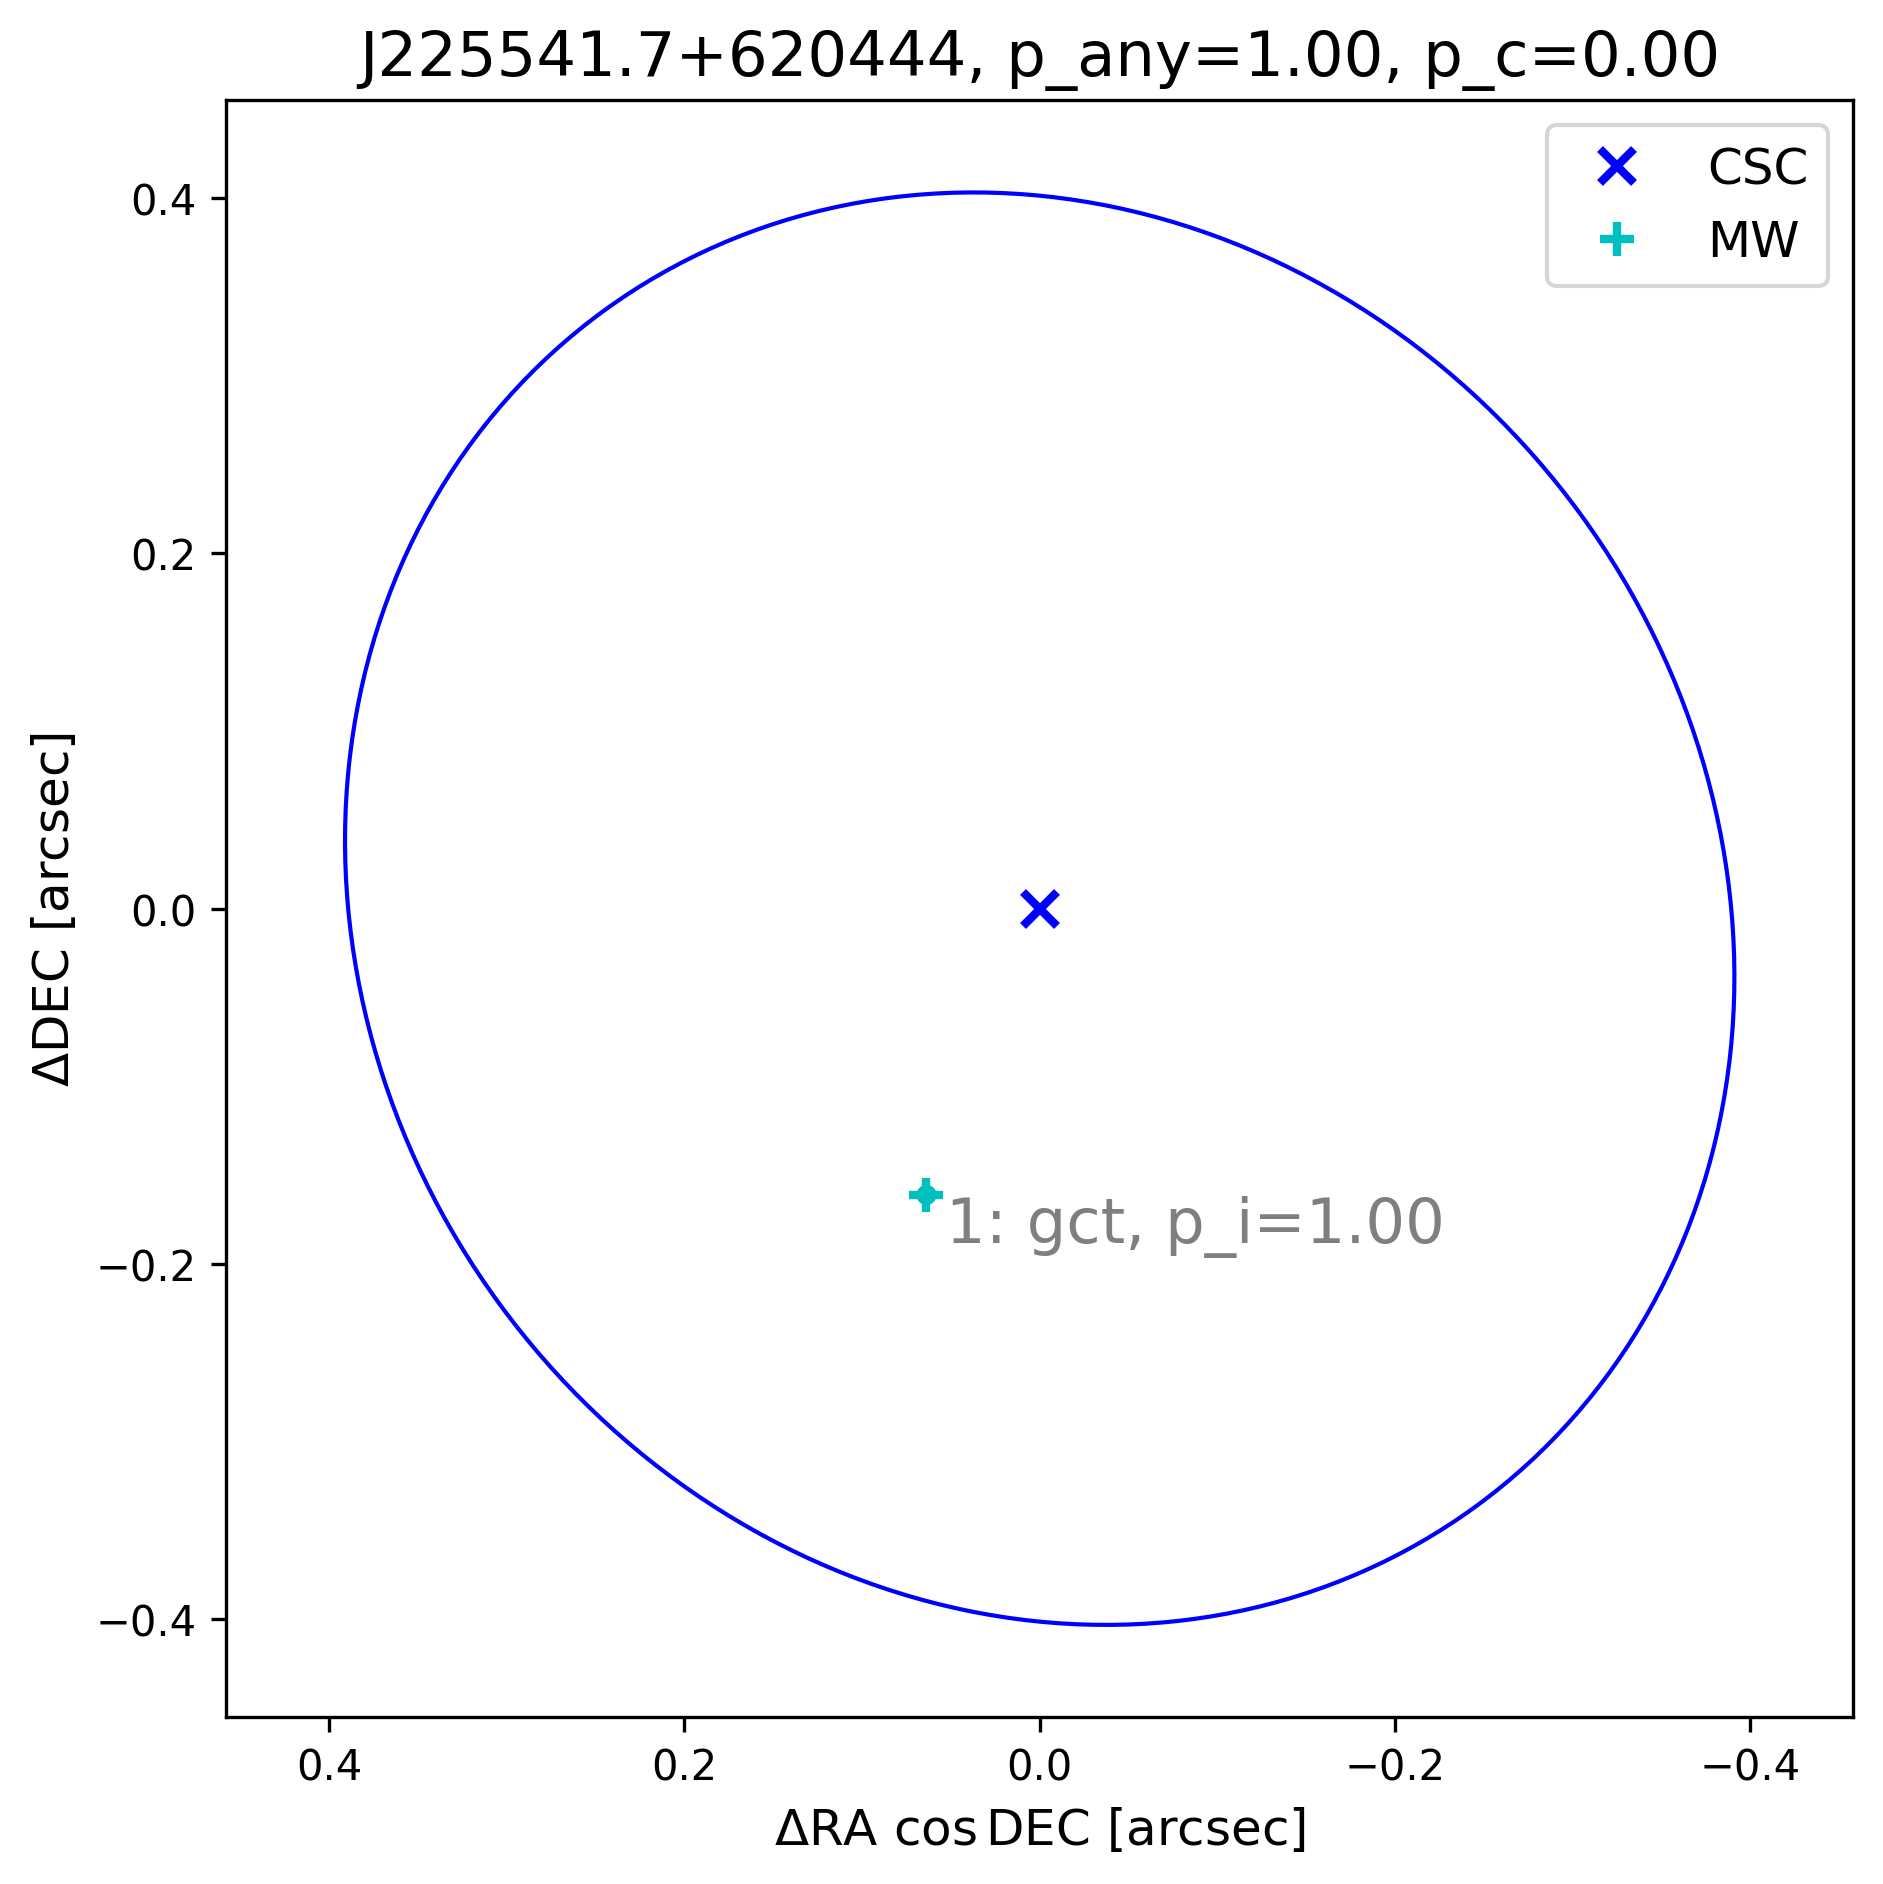 J225541.7+620444, p_any=1.00, p_c=0.00
CSC
MW
0.4
0.2
0.0
−0.2
−0.4
ΔDEC [arcsec]
1: gct, p_i=1.00
0.4
0.2
0.0
−0.2
−0.4
ΔRA cos DEC [arcsec]